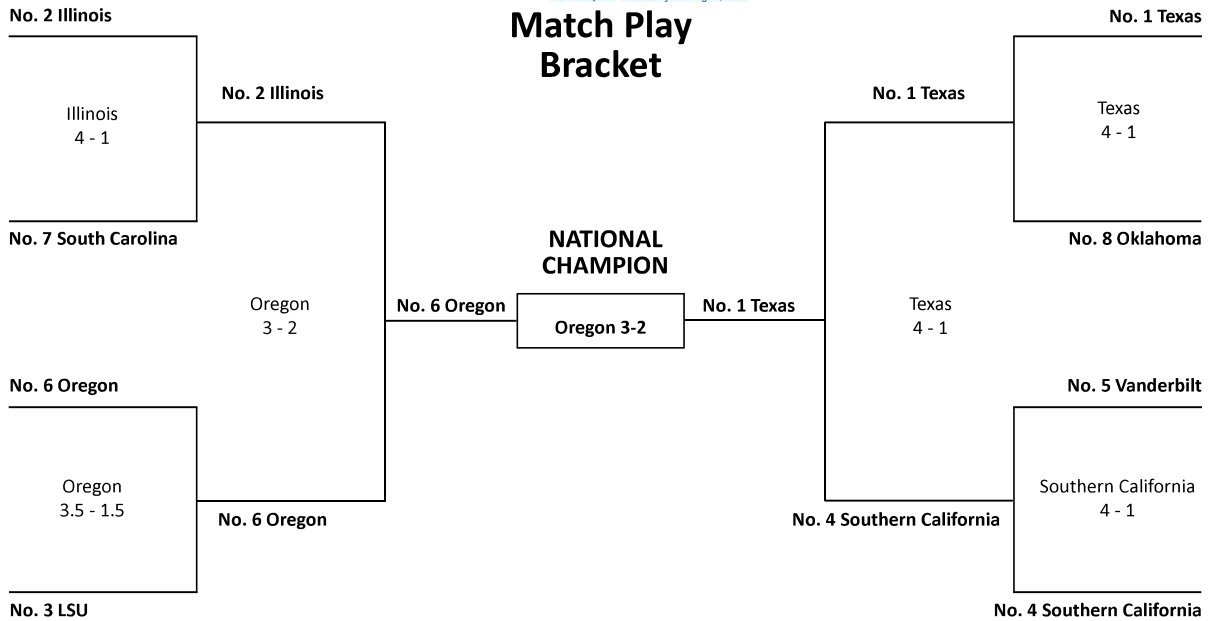 Match Play
Bracket
No. 2 Illinois
Illinois
4 - 1
No. 7 South Carolina
No. 2 Illinois
Oregon
3 - 2
No. 6 Oregon
Oregon
3.5 - 1.5
No. 3 LSU
No. 6 Oregon
No. 6 Oregon
NATIONAL
CHAMPION
Oregon 3-2
No. 1 Texas
No. 1 Texas
Texas
4 - 1
No. 4 Southern California
No. 1 Texas
Texas
4 - 1
No. 8 Oklahoma
No. 5 Vanderbilt
Southern California
4 - 1
No. 4 Southern California